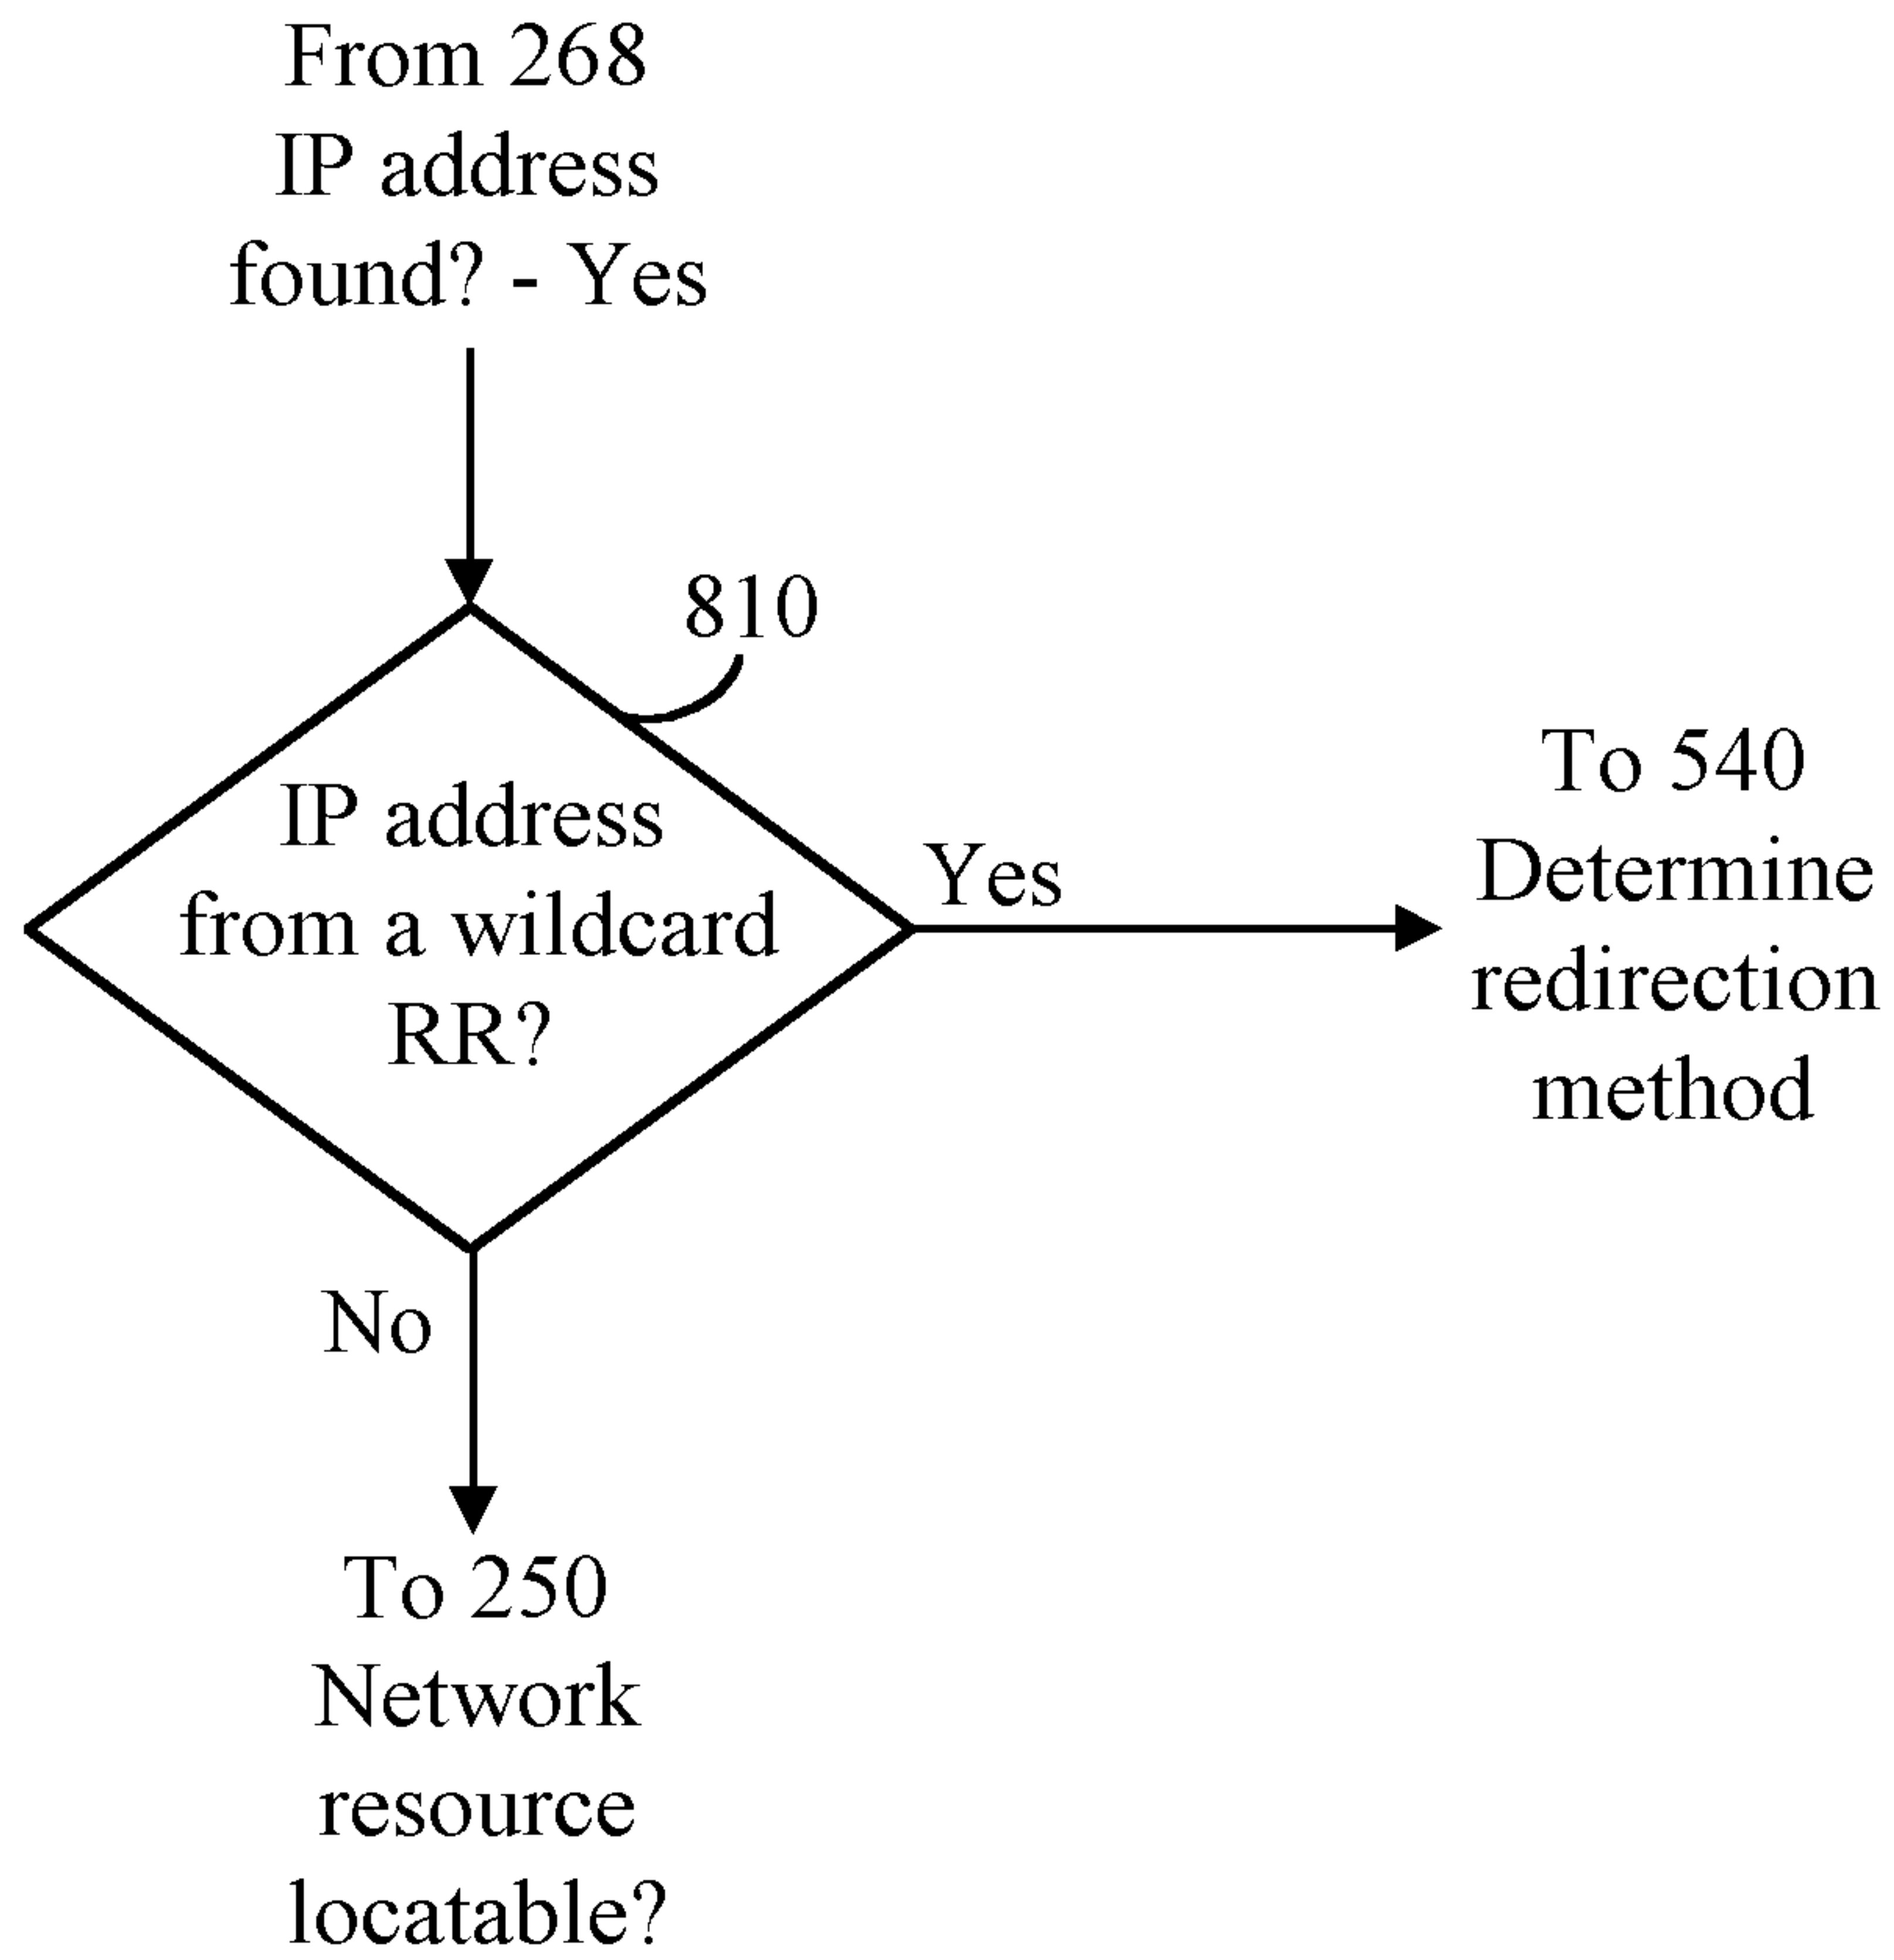 From 268
IP address
found? - Yes
810
IP address
from a wildcard
RR?
Yes
To 540
Determine
redirection
method
No
To 250
Network
resource
locatable?